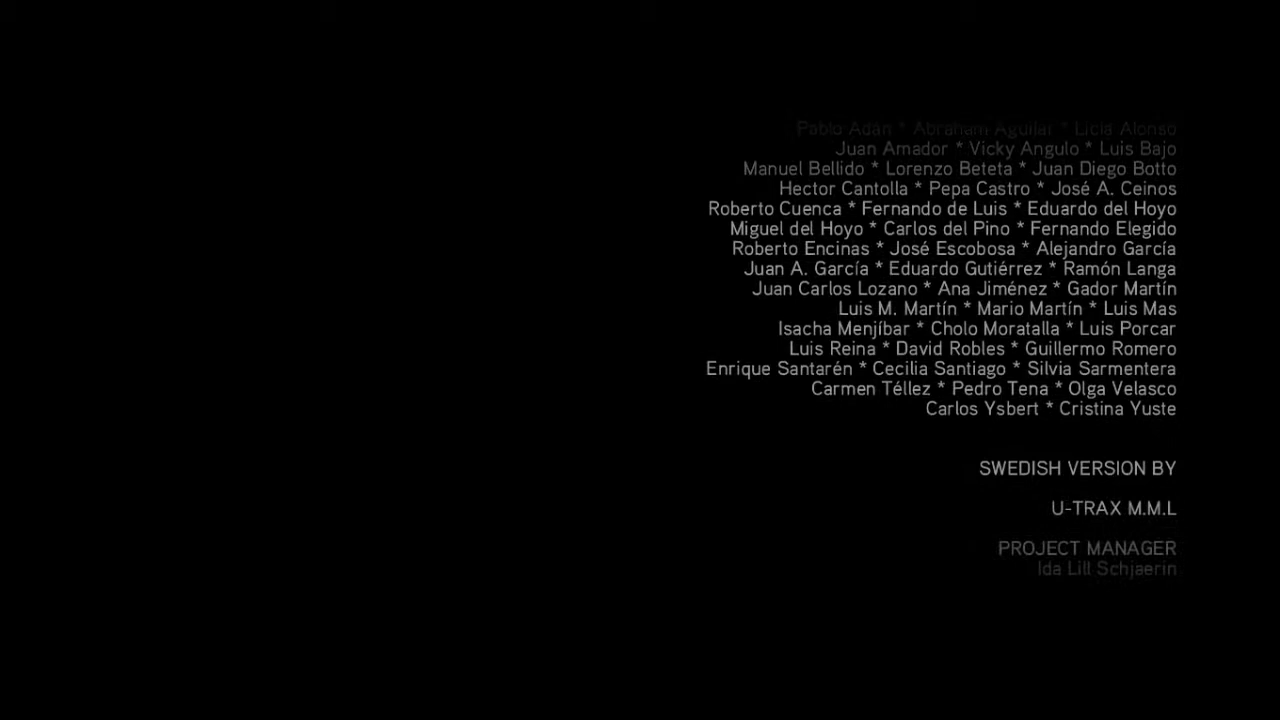 Pablo Adán * Abraham Aguilar * Licia Alonso
Juan Amador * Vicky Angulo * Luis Bajo
Manuel Bellido * Lorenzo Beteta * Juan Diego Botto
Hector Cantolla * Pepa Castro * José A. Ceinos
Roberto Cuenca * Fernando de Luis * Eduardo del Hoyo
Miguel del Hoyo * Carlos del Pino * Fernando Elegido
Roberto Encinas * José Escobosa * Alejandro García
Juan A. García * Eduardo Gutiérrez * Ramón Langa
Juan Carlos Lozano * Ana Jiménez * Gador Martín
Luis M. Martín * Mario Martín * Luis Mas
Isacha Menjíbar * Cholo Moratalla * Luis Porcar
Luis Reina * David Robles * Guillermo Romero
Enrique Santarén * Cecilia Santiago * Silvia Sarmentera
Carmen Téllez * Pedro Tena * Olga Velasco
Carlos Ysbert * Cristina Yuste
SWEDISH VERSION BY
U-TRAX M.M.L
PROJECT MANAGER
Ida Lill Schjaerin